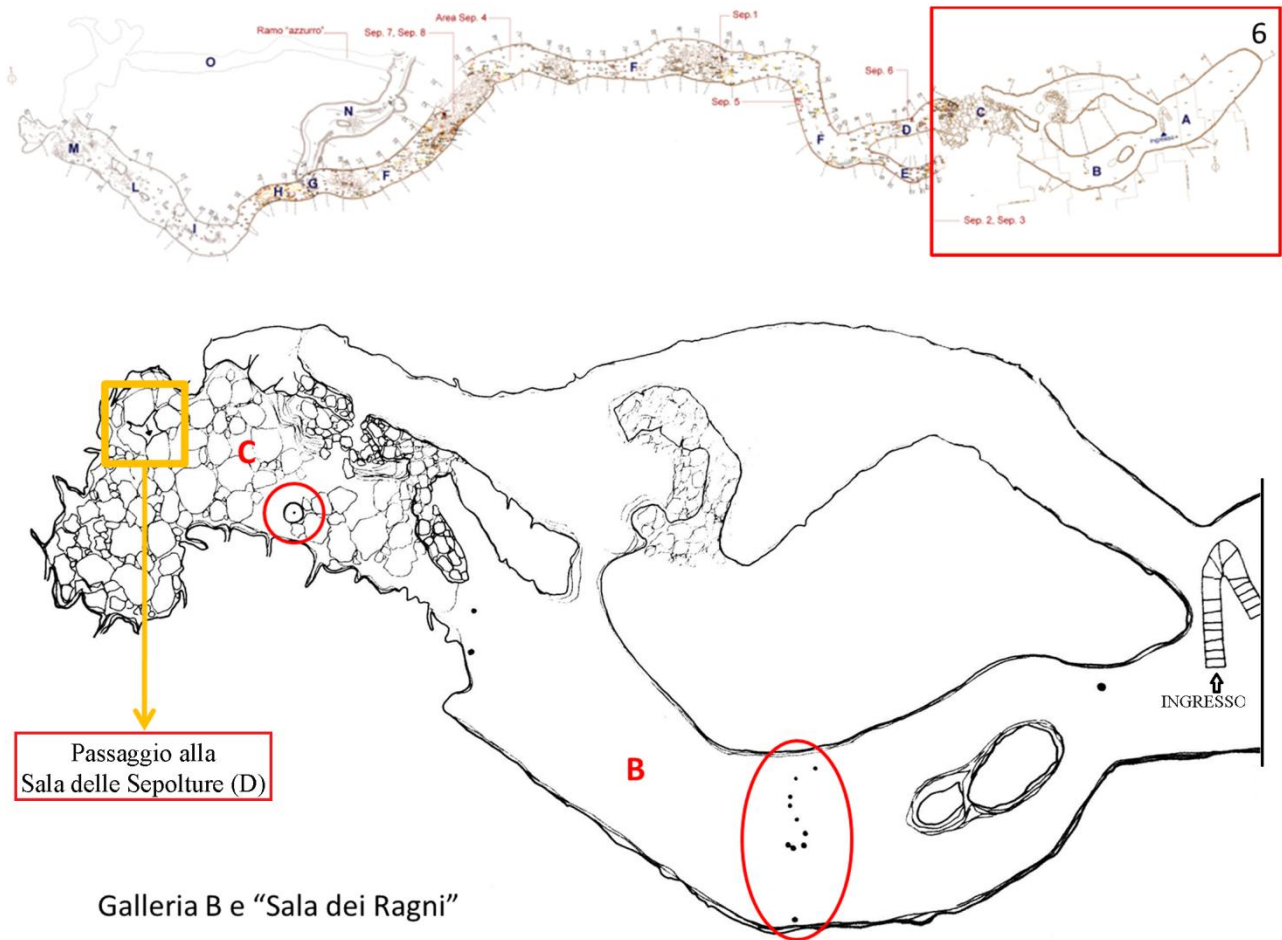 6
Sep.1
Area Sep. 4
Sep. 7, Sep. 8
Ramo "azzurro"
O
F
Sep. 6
N
Sep. 5
C
A
D
M
F
Ingresso
L
H
G
F
E
B
I
Sep. 2, Sep. 3
C
INGRESSO
Passaggio alla
Sala delle Sepolture (D)
B
Galleria B e “Sala dei Ragni”